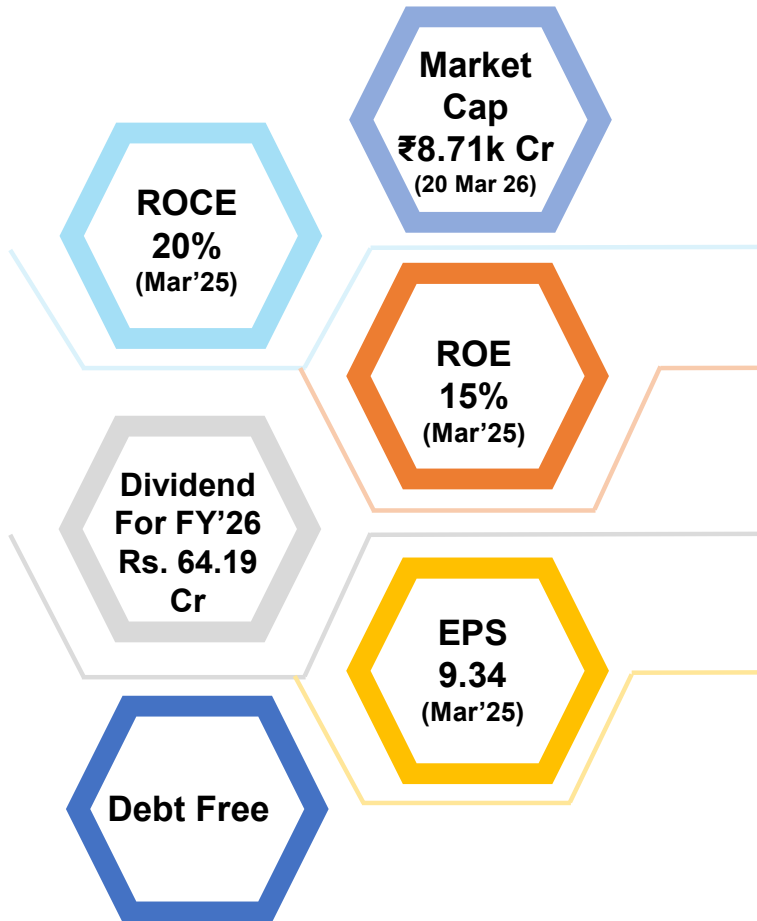 Market
Cap
₹8.71k Cr
(20 Mar 26)
ROCE
20%
(Mar’25)
ROE
15%
(Mar’25)
Dividend
For FY’26
Rs. 64.19
Cr
EPS
9.34
(Mar’25)
Debt Free